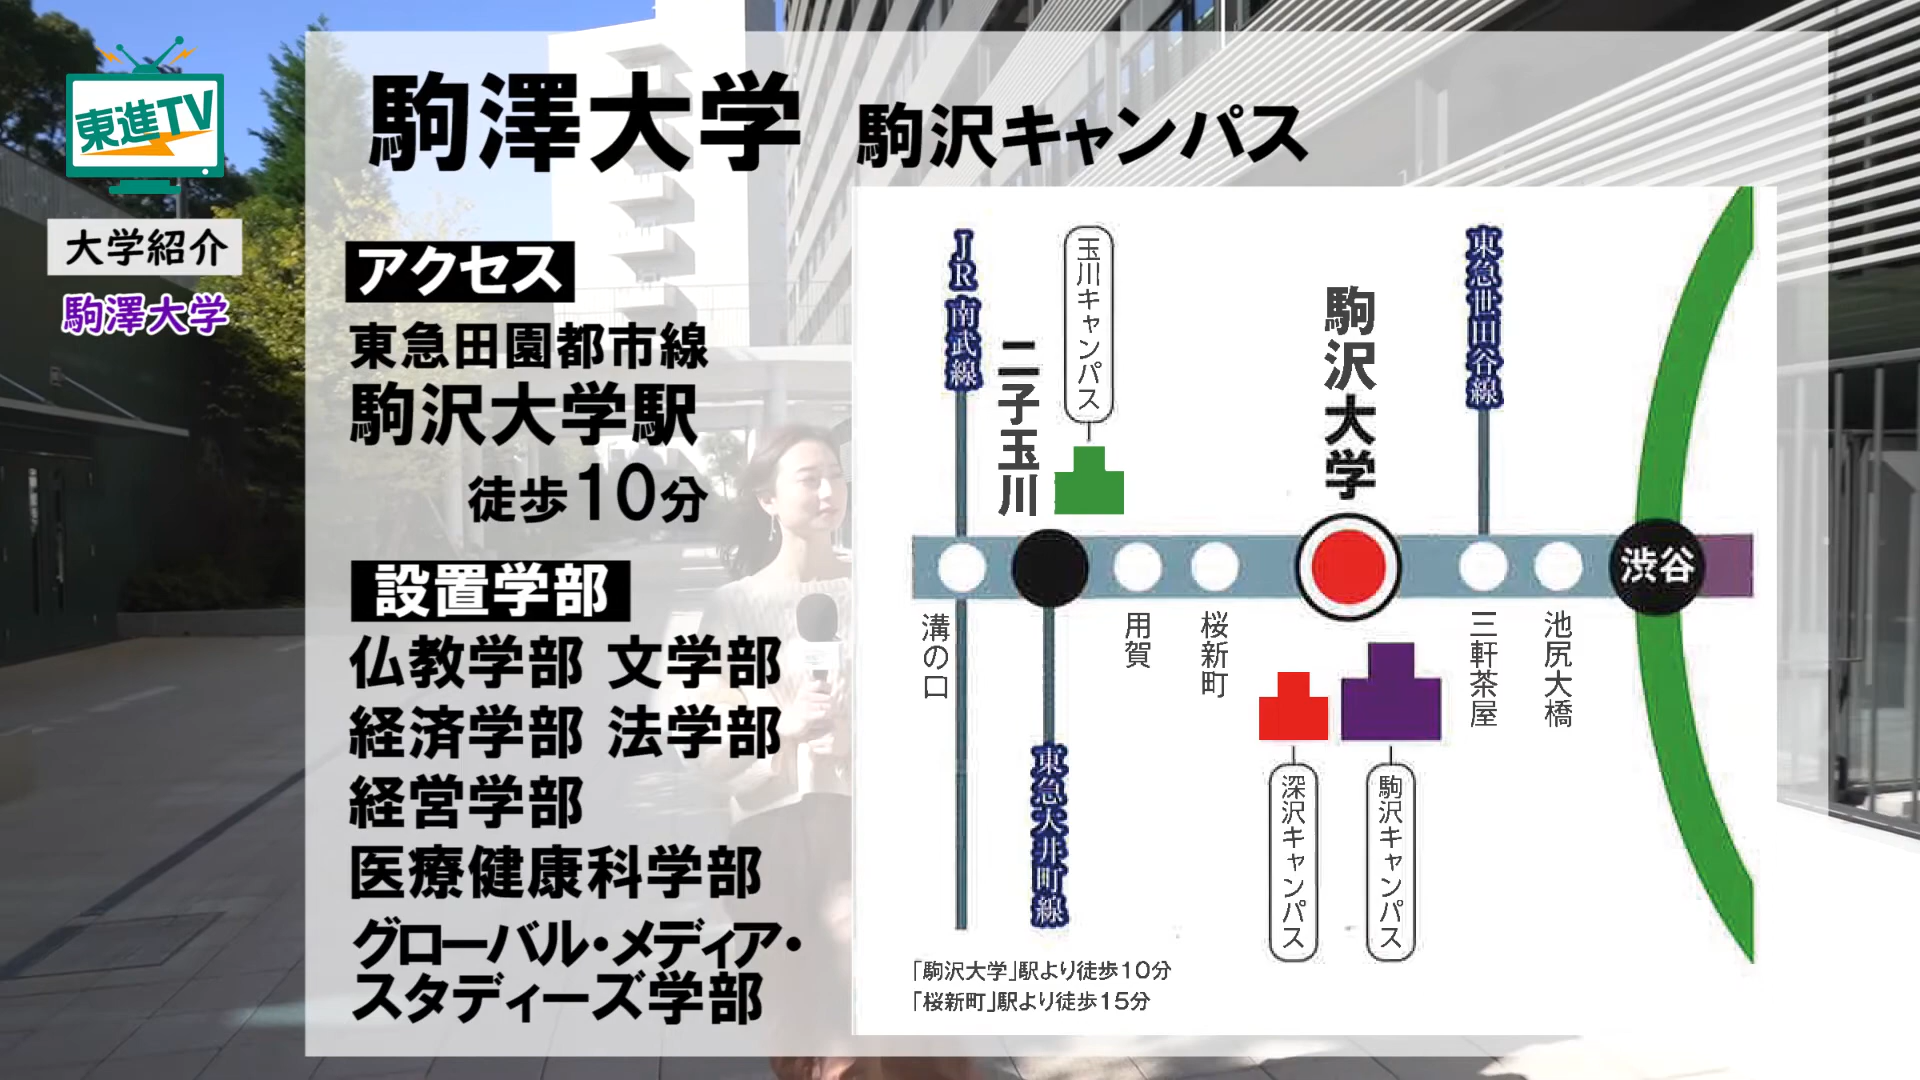 東進TV
大学紹介
駒澤大学
駒澤大学 駒沢キャンパス
アクセス
東急田園都市線
駒沢大学駅
徒歩10分
設置学部
仏教学部 文学部
経済学部 法学部
経営学部
医療健康科学部
グローバル・メディア・
スタディーズ学部
JR南武線
二子玉川
玉川キャンパス
駒沢大学
東急世田谷線
渋谷
溝の口
用賀
桜新町
三軒茶屋
池尻大橋
東急大井町線
深沢キャンパス
駒沢キャンパス
「駒沢大学」駅より徒歩10分
「桜新町」駅より徒歩15分